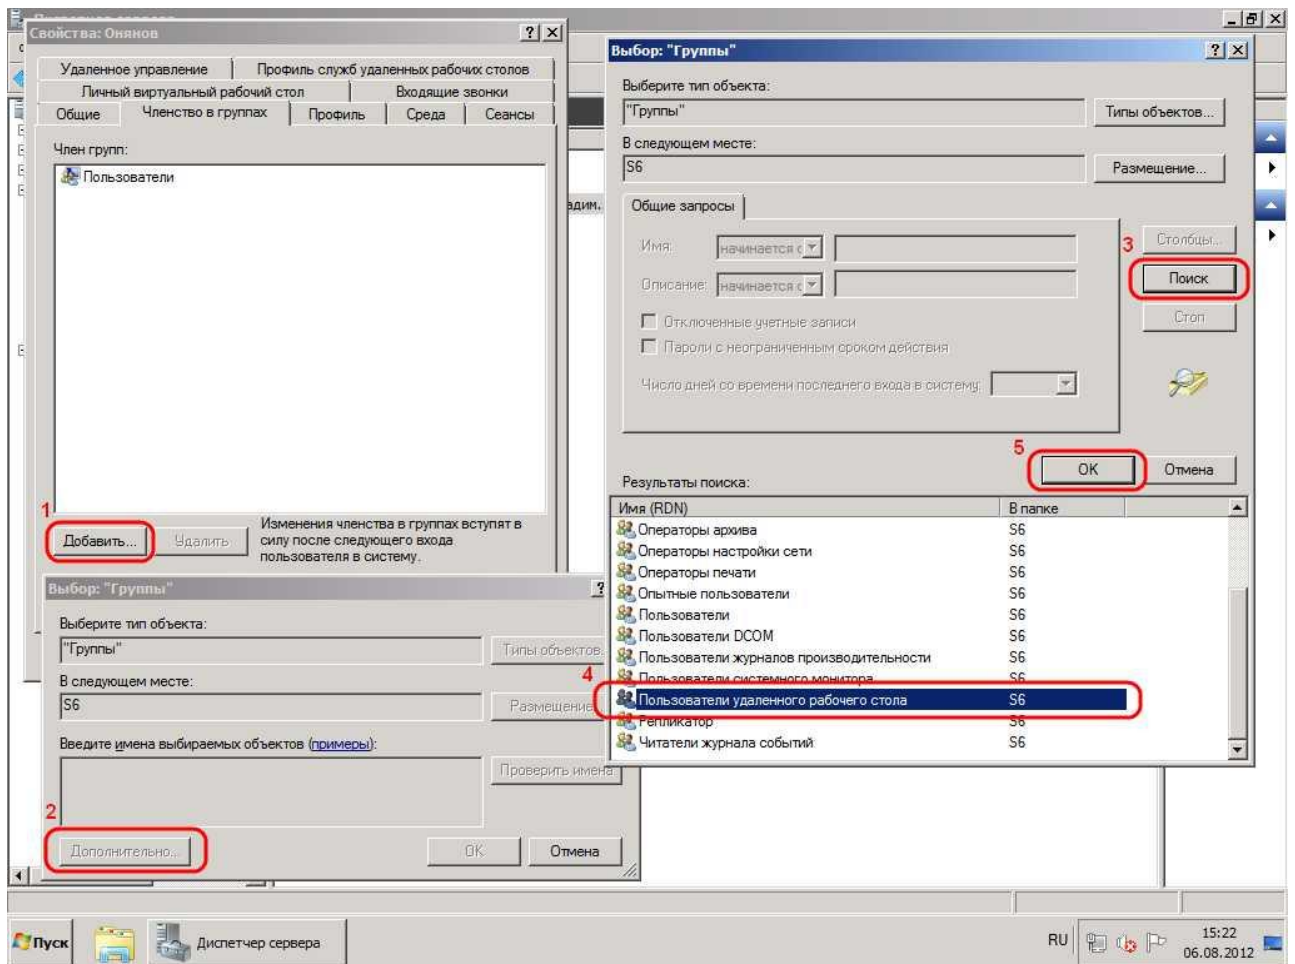 Свойства: Онянов
Удаленное управление
Профиль служб удаленных рабочих столов
Личный виртуальный рабочий стол
Входящие звонки
Общие
Членство в группах
Профиль
Среда
Сеансы
Член групп:
Пользователи
1
Добавить...
Удалить
Изменения членства в группах вступят в
силу после следующего входа
пользователя в систему.
адим.
Выбор: "Группы"
Выберите тип объекта:
"Группы"
Типы объектов.
В следующем месте:
S6
Размещение
Введите имена выбираемых объектов (примеры):
Проверить имена
2
Дополнительно...
OK
Отмена
Выбор: "Группы"
Выберите тип объекта:
"Группы"
Типы объектов...
В следующем месте:
S6
Размещение...
Общие запросы
Имя:
начинается с
Описание:
начинается с
Отключенные учетные записи
Пароли с неограниченным сроком действия
Число дней со времени последнего входа в систему:
3
Столбцы...
Поиск
Стоп
5
OK
Отмена
Результаты поиска:
Имя (RDN) В папке
Операторы архива S6
Операторы настройки сети S6
Операторы печати S6
Опытные пользователи S6
Пользователи S6
Пользователи DCOM S6
Пользователи журналов производительности S6
Пользователи системного монитора S6
4
Пользователи удаленного рабочего стола S6
Репликатор S6
Читатели журнала событий S6
Пуск
Диспетчер сервера
RU
15:22
06.08.2012